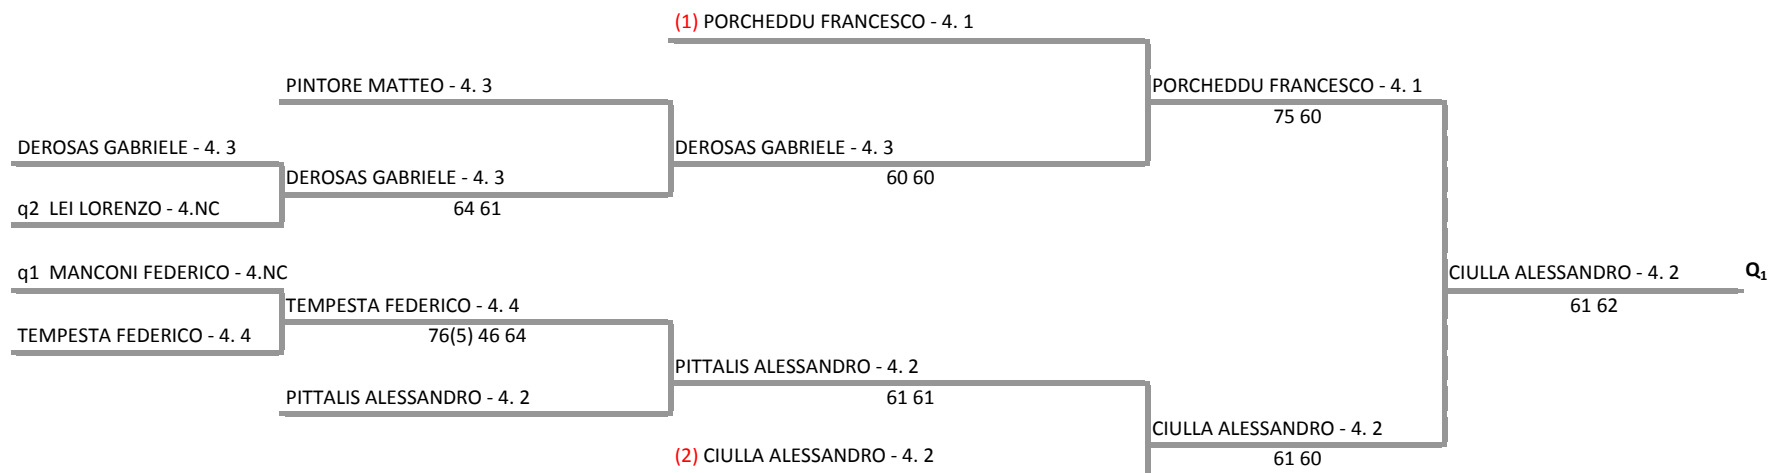 (1) PORCHEDDU FRANCESCO - 4. 1
PINTORE MATTEO - 4. 3
PORCHEDDU FRANCESCO - 4. 1
75 60
DEROSAS GABRIELE - 4. 3
DEROSAS GABRIELE - 4. 3
60 60
DEROSAS GABRIELE - 4. 3
64 61
q2 LEI LORENZO - 4.NC
q1 MANCONI FEDERICO - 4.NC
CIULLA ALESSANDRO - 4. 2
Q1
61 62
TEMPESTA FEDERICO - 4. 4
76(5) 46 64
TEMPESTA FEDERICO - 4. 4
PITTALIS ALESSANDRO - 4. 2
61 61
PITTALIS ALESSANDRO - 4. 2
CIULLA ALESSANDRO - 4. 2
61 60
(2) CIULLA ALESSANDRO - 4. 2